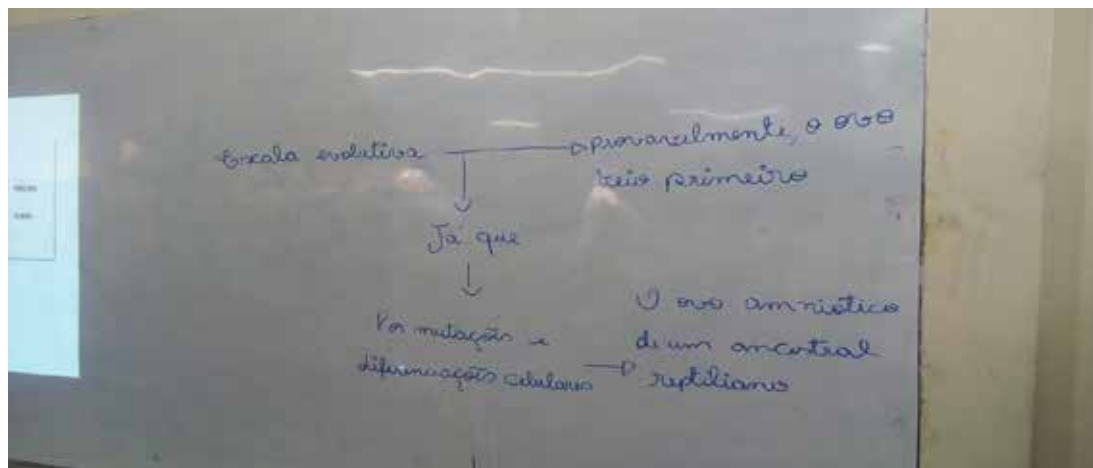 Escala evolutiva
provavelmente, o ovo
veio primeiro
Já que
Por mutações e
diferenciações celulares
O ovo amniótico
de um ancestral
reptiliano